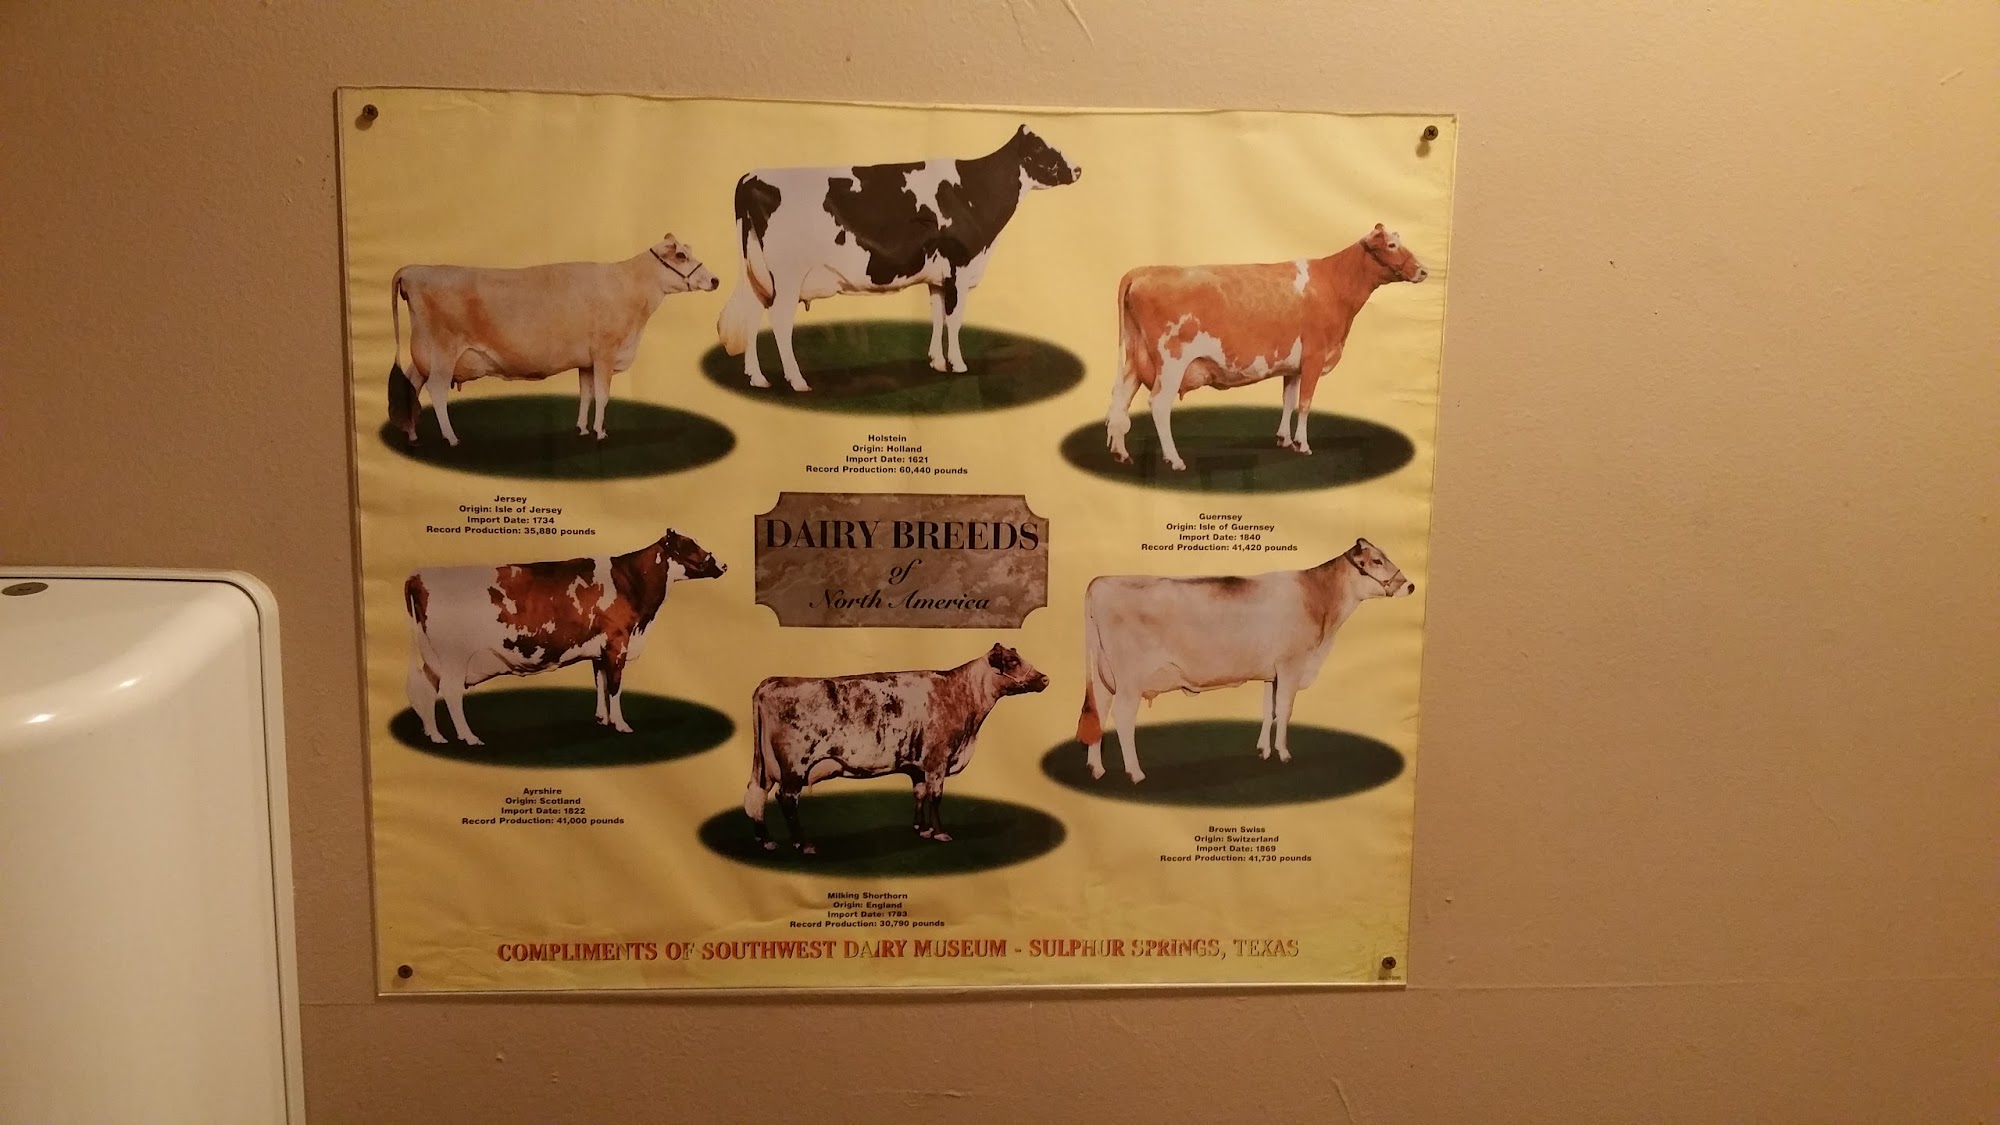 Holstein
Origin: Holland
Import Date: 1621
Record Production: 60,440 pounds
Jersey
Origin: Isle of Jersey
Import Date: 1734
Record Production: 35,880 pounds
Guernsey
Origin: Isle of Guernsey
Import Date: 1840
Record Production: 41,420 pounds
DAIRY BREEDS
of
North America
Ayrshire
Origin: Scotland
Import Date: 1822
Record Production: 41,000 pounds
Brown Swiss
Origin: Switzerland
Import Date: 1869
Record Production: 41,730 pounds
Milking Shorthorn
Origin: England
Import Date: 1783
Record Production: 30,790 pounds
COMPLIMENTS OF SOUTHWEST DAIRY MUSEUM - SULPHUR SPRINGS, TEXAS